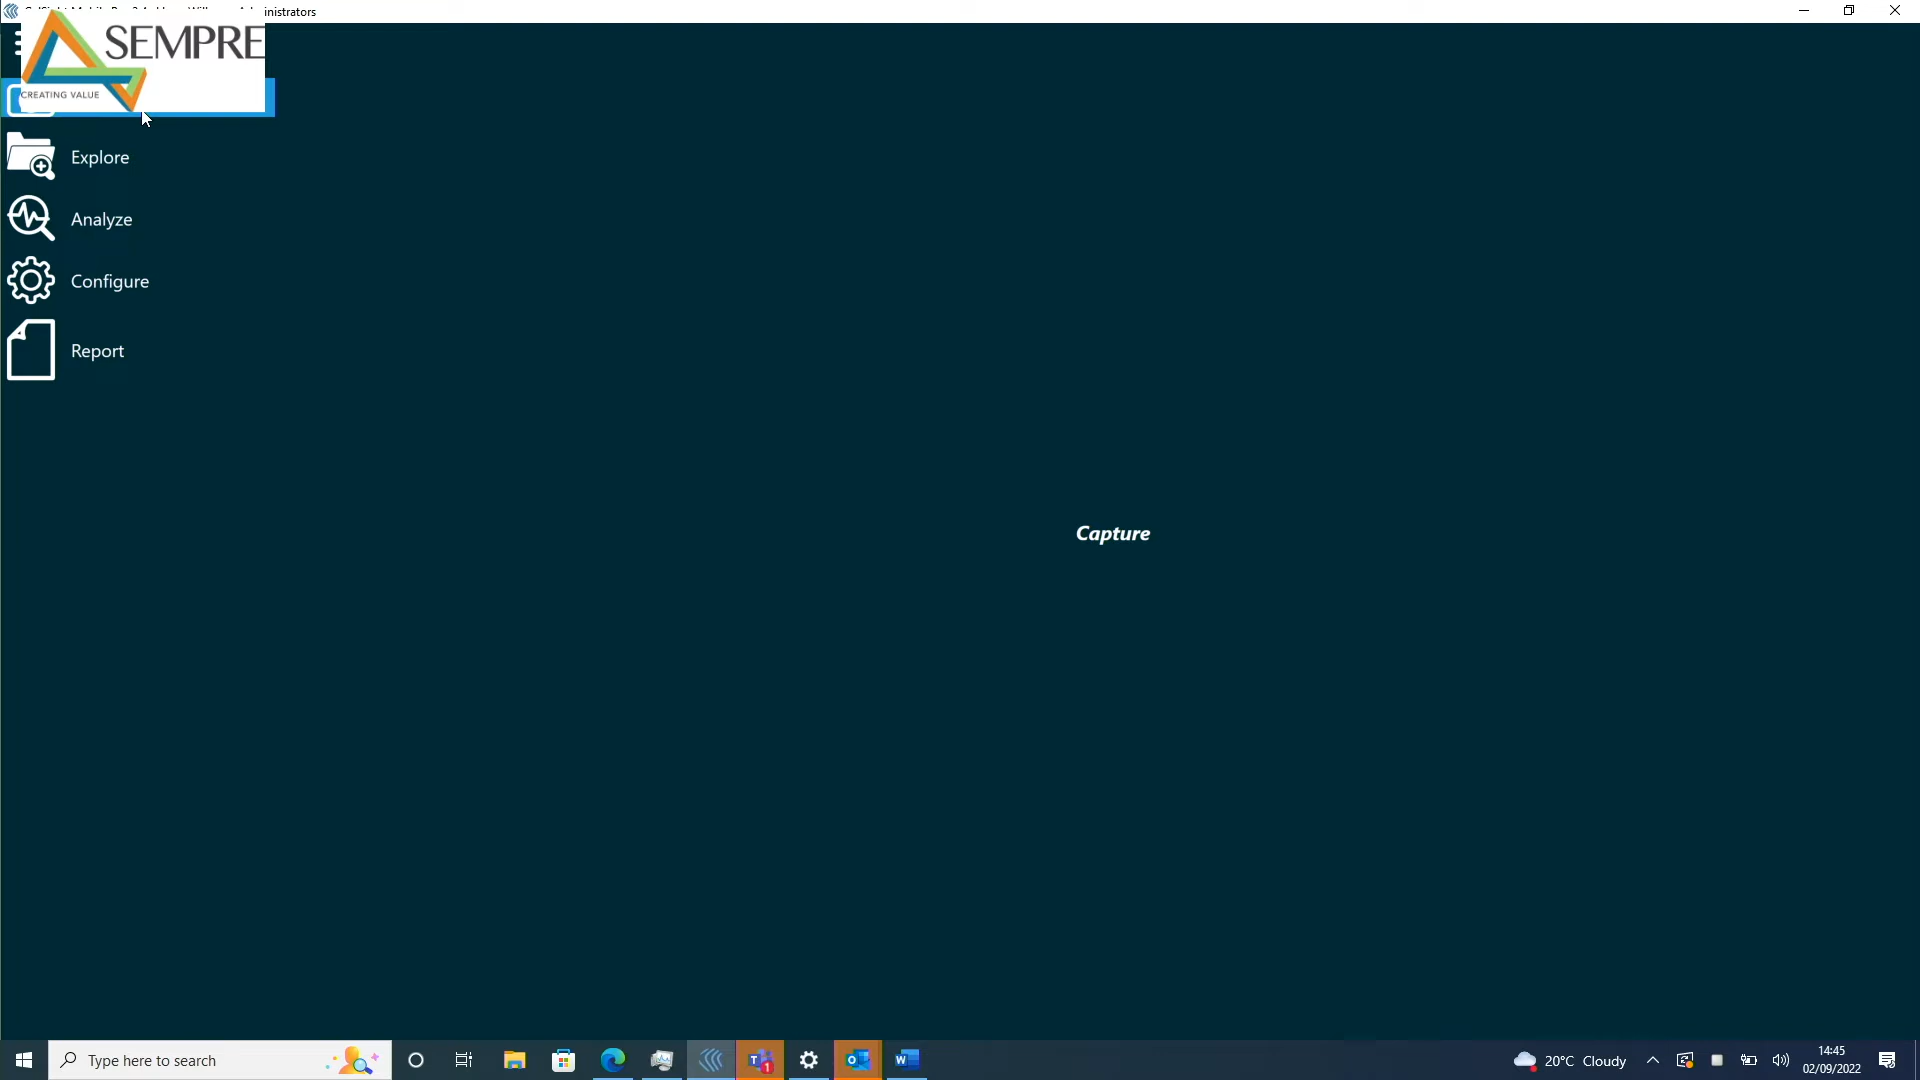 inistrators
SEMPRE
CREATING VALUE
Explore
Analyze
Configure
Report
Capture
Type here to search
1
20°C Cloudy
14:45
02/09/2022